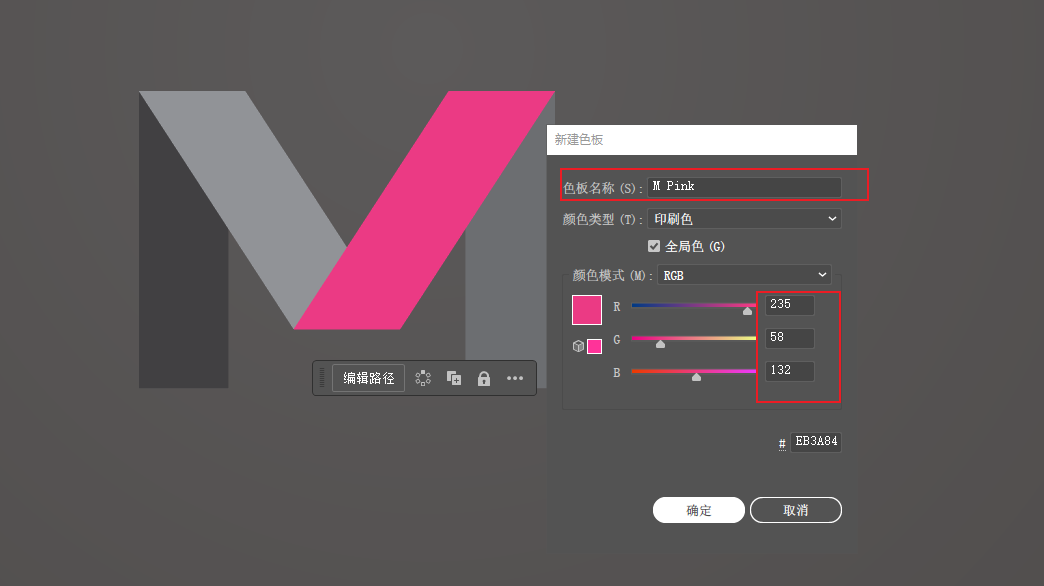 新建色板
色板名称 (S): M Pink
颜色类型 (T): 印刷色
全局色 (G)
颜色模式 (M): RGB
R 235
G 58
B 132
编辑路径
# EB3A84
确定 取消